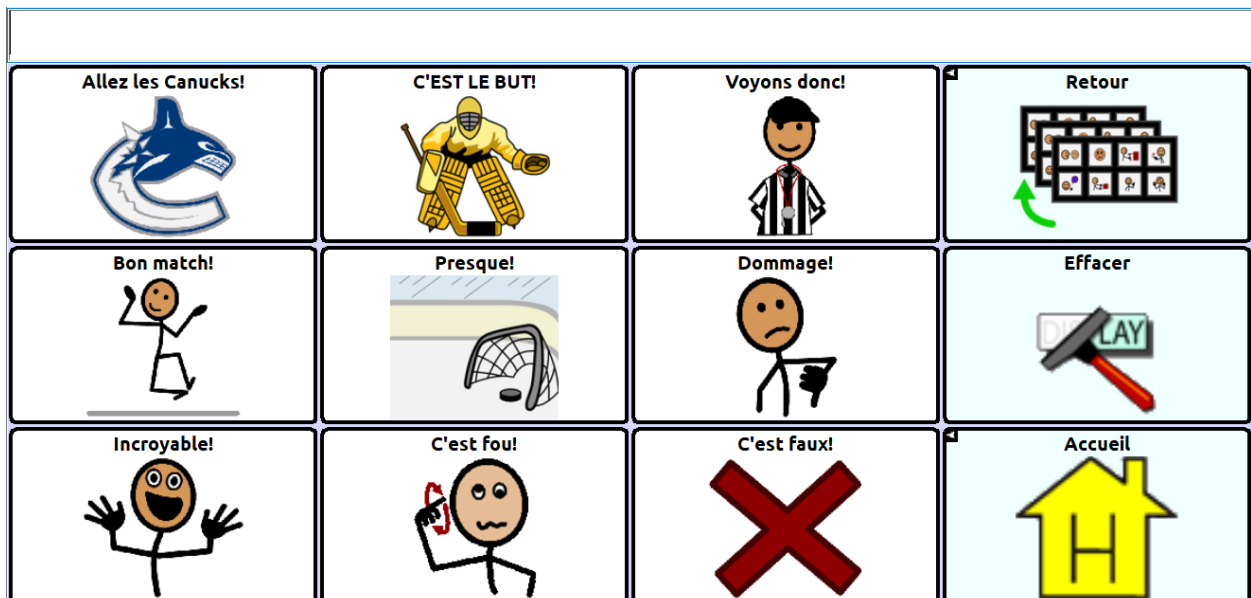 Allez les Canucks!
C'EST LE BUT!
Voyons donc!
Retour
Bon match!
Presque!
Dommage!
Effacer
DISPLAY
Incroyable!
C'est fou!
C'est faux!
Accueil
H